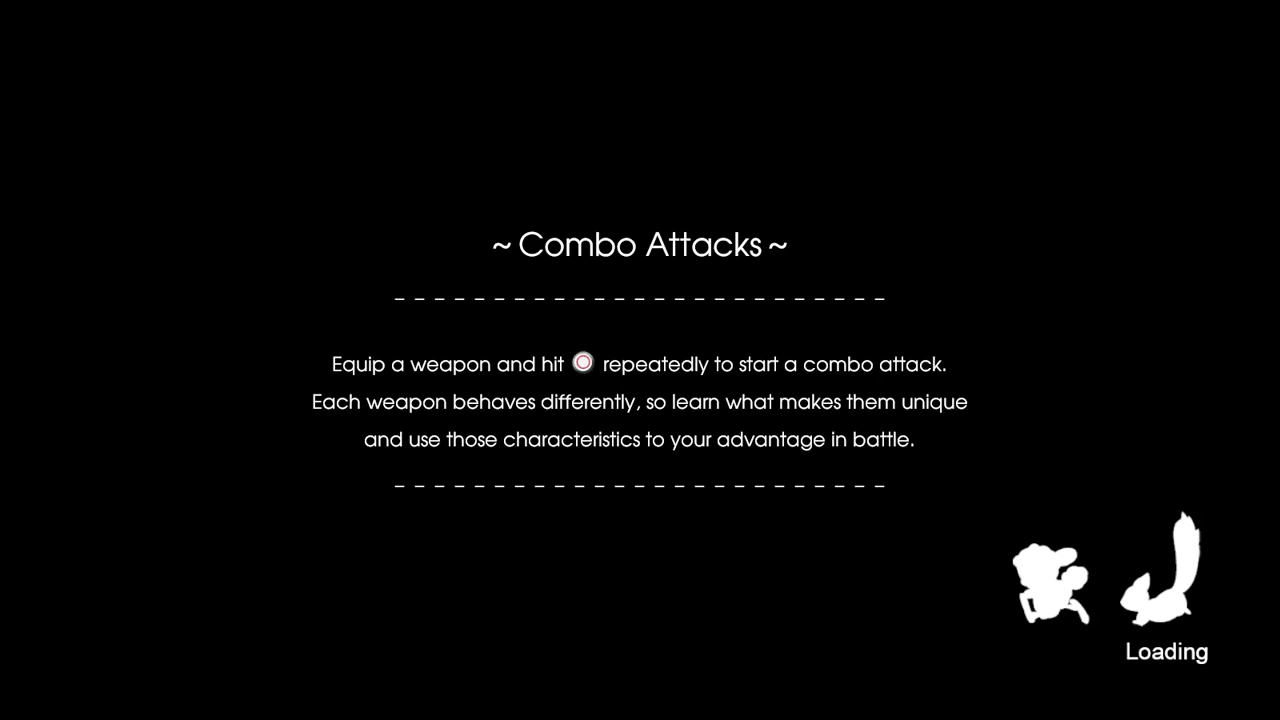 ~ Combo Attacks ~
Equip a weapon and hit repeatedly to start a combo attack.
Each weapon behaves differently, so learn what makes them unique
and use those characteristics to your advantage in battle.
Loading